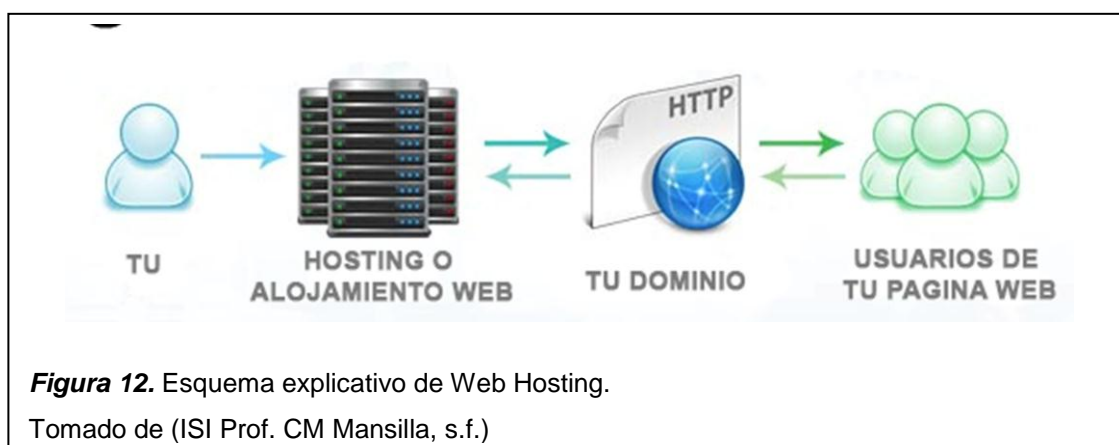 HTTP
TU
HOSTING O
ALOJAMIENTO WEB
TU DOMINIO
USUARIOS DE
TU PAGINA WEB
Figura 12. Esquema explicativo de Web Hosting.
Tomado de (ISI Prof. CM Mansilla, s.f.)